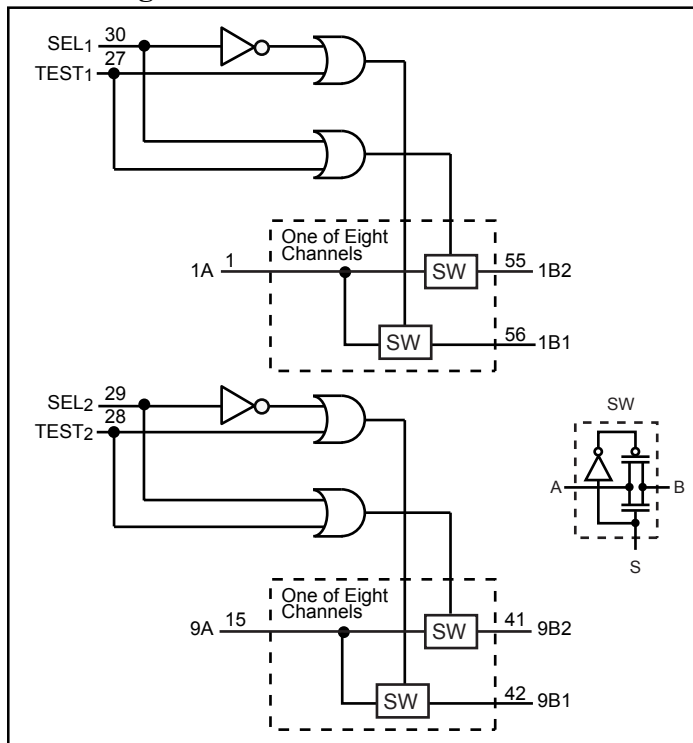 SEL1 30
TEST1 27
One of Eight
Channels
1A 1
SW 55 1B2
SW 56 1B1
SEL2 29
TEST2 28
SW
A B
S
One of Eight
Channels
9A 15
SW 41 9B2
SW 42 9B1